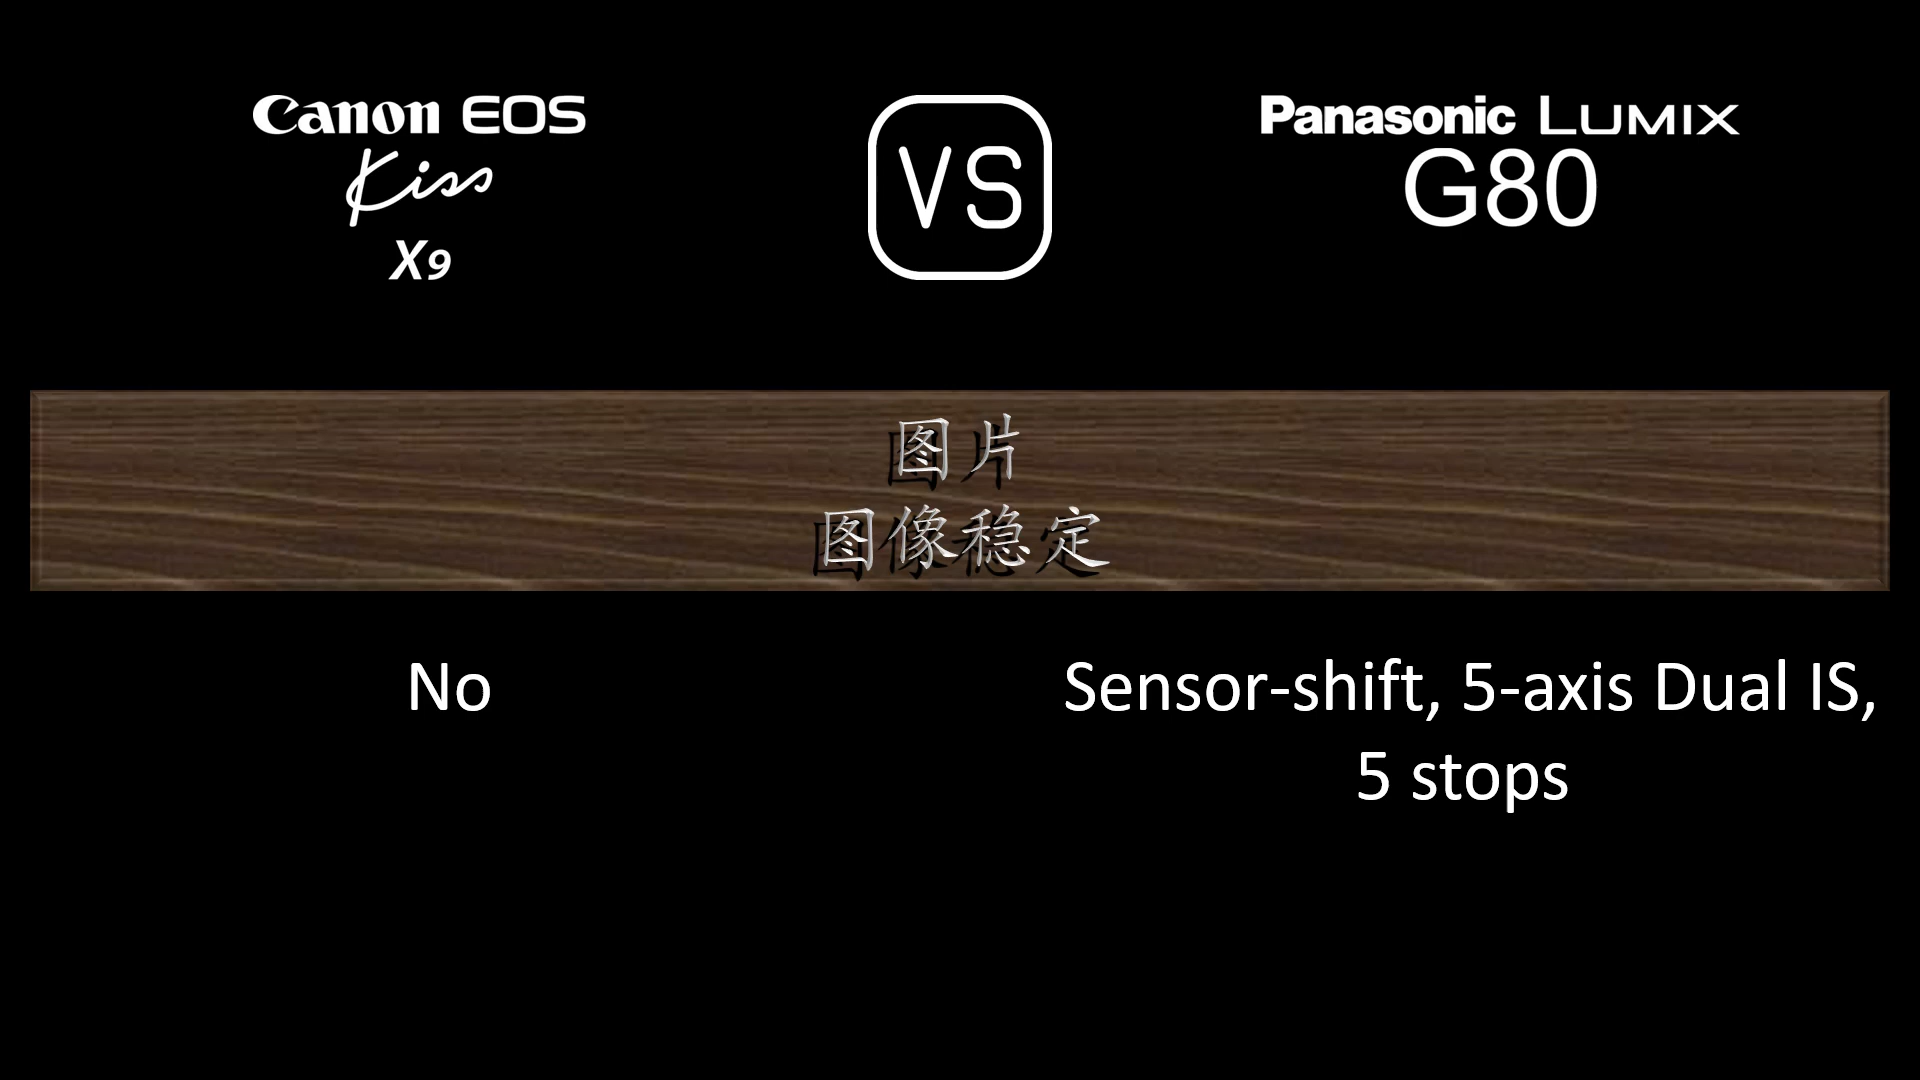 Canon EOS
Kiss
X9
VS
Panasonic LUMIX
G80
图片
图像稳定
No
Sensor-shift, 5-axis Dual IS,
5 stops